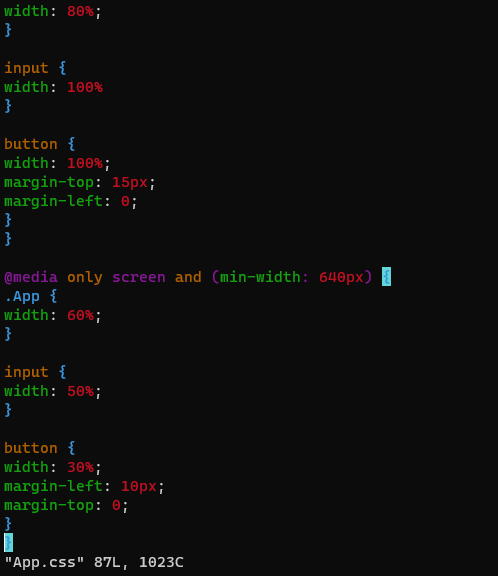 width: 80%;
}
input {
width: 100%
}
button {
width: 100%;
margin-top: 15px;
margin-left: 0;
}
}
@media only screen and (min-width: 640px) {
.App {
width: 60%;
}
input {
width: 50%;
}
button {
width: 30%;
margin-left: 10px;
margin-top: 0;
}
}
"App.css" 87L, 1023C